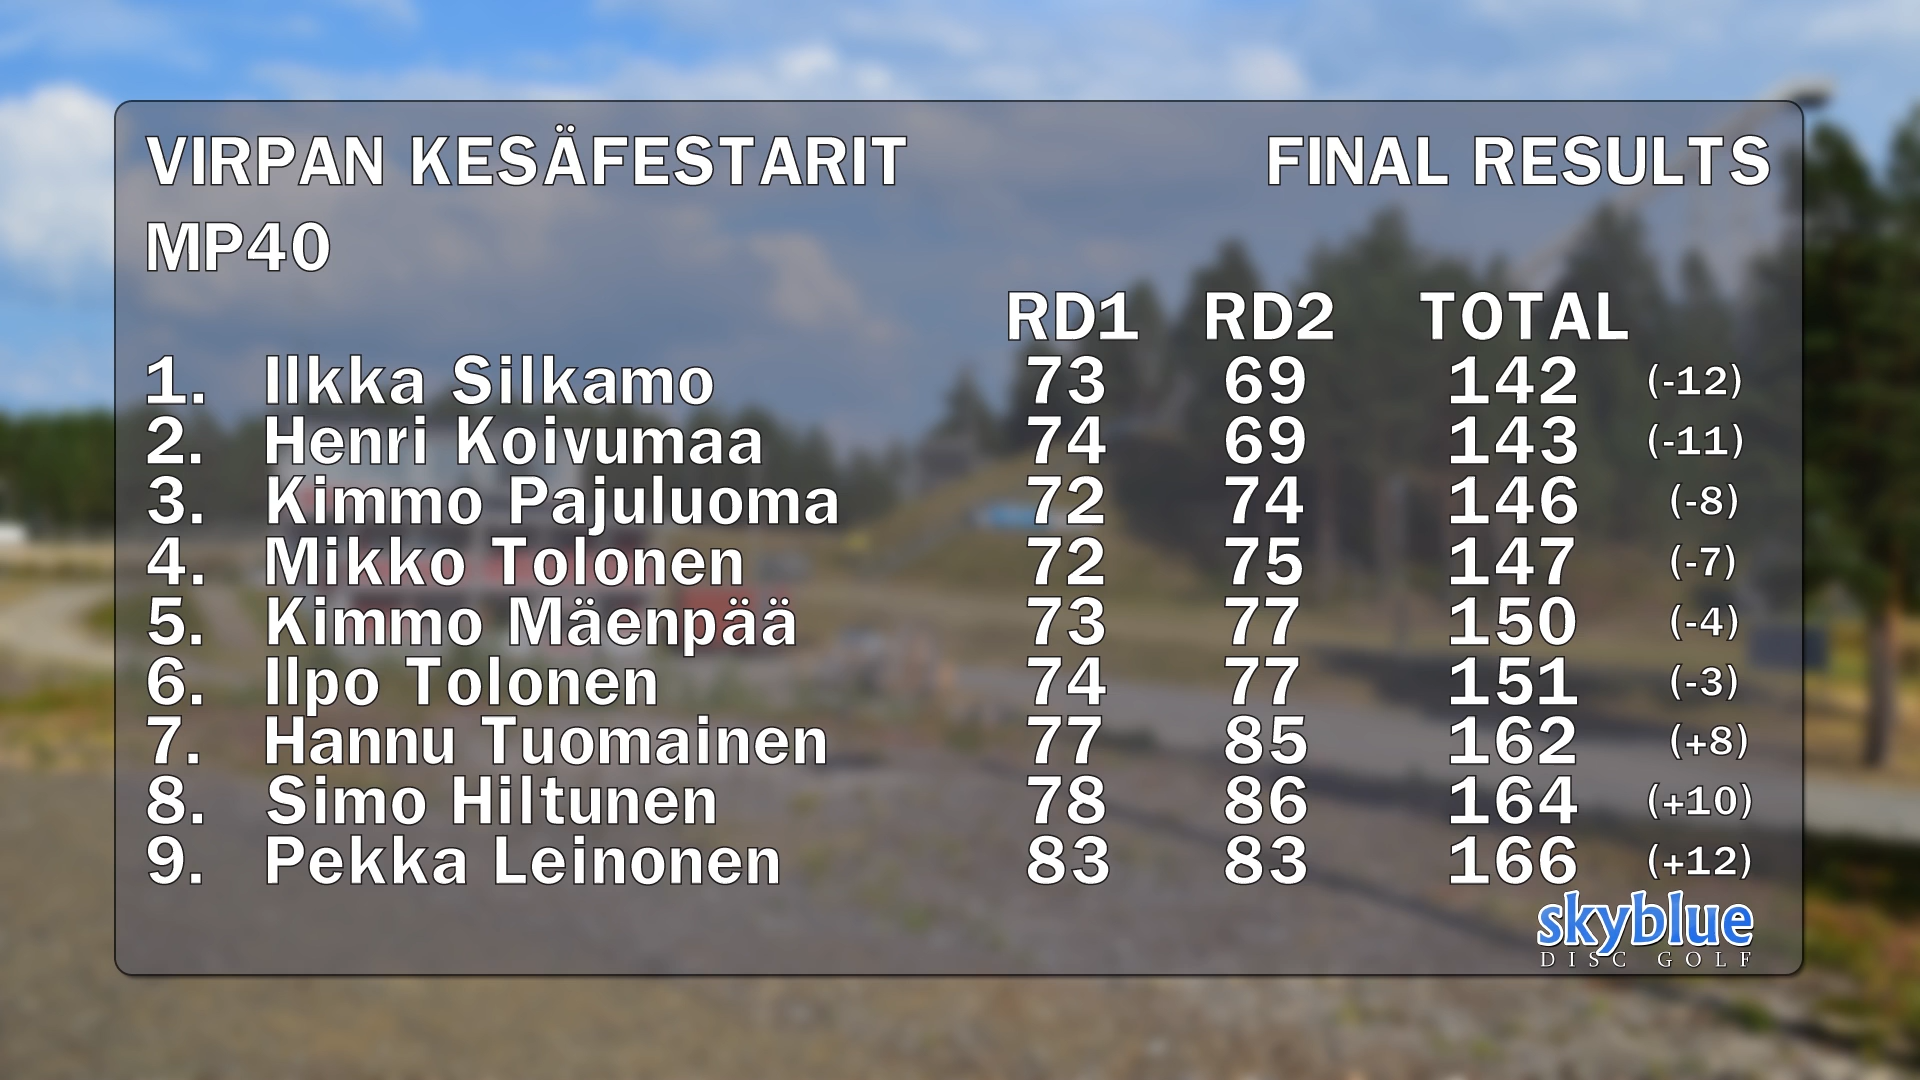 VIRPAN KESÄFESTARIT FINAL RESULTS
MP40
RD1 RD2 TOTAL
1. Ilkka Silkamo 73 69 142 (-12)
2. Henri Koivumaa 74 69 143 (-11)
3. Kimmo Pajuluoma 72 74 146 (-8)
4. Mikko Tolonen 72 75 147 (-7)
5. Kimmo Mäenpää 73 77 150 (-4)
6. Ilpo Tolonen 74 77 151 (-3)
7. Hannu Tuomainen 77 85 162 (+8)
8. Simo Hiltunen 78 86 164 (+10)
9. Pekka Leinonen 83 83 166 (+12)
skyblue
DISC GOLF